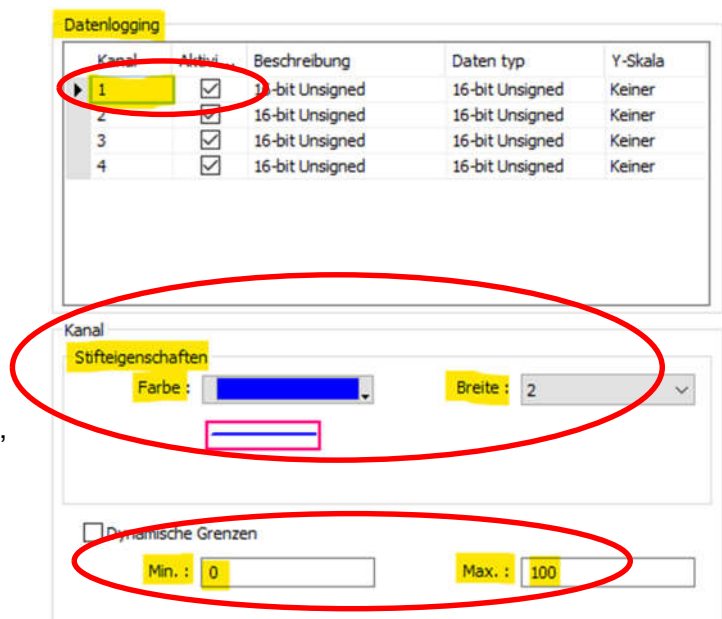 Datenlogging
Kanal Aktivi... Beschreibung Daten typ Y-Skala
1 16-bit Unsigned 16-bit Unsigned Keiner
2 16-bit Unsigned 16-bit Unsigned Keiner
3 16-bit Unsigned 16-bit Unsigned Keiner
4 16-bit Unsigned 16-bit Unsigned Keiner
Kanal
Stifteigenschaften
Farbe : Breite : 2
,
Dynamische Grenzen
Min. : 0 Max. : 100